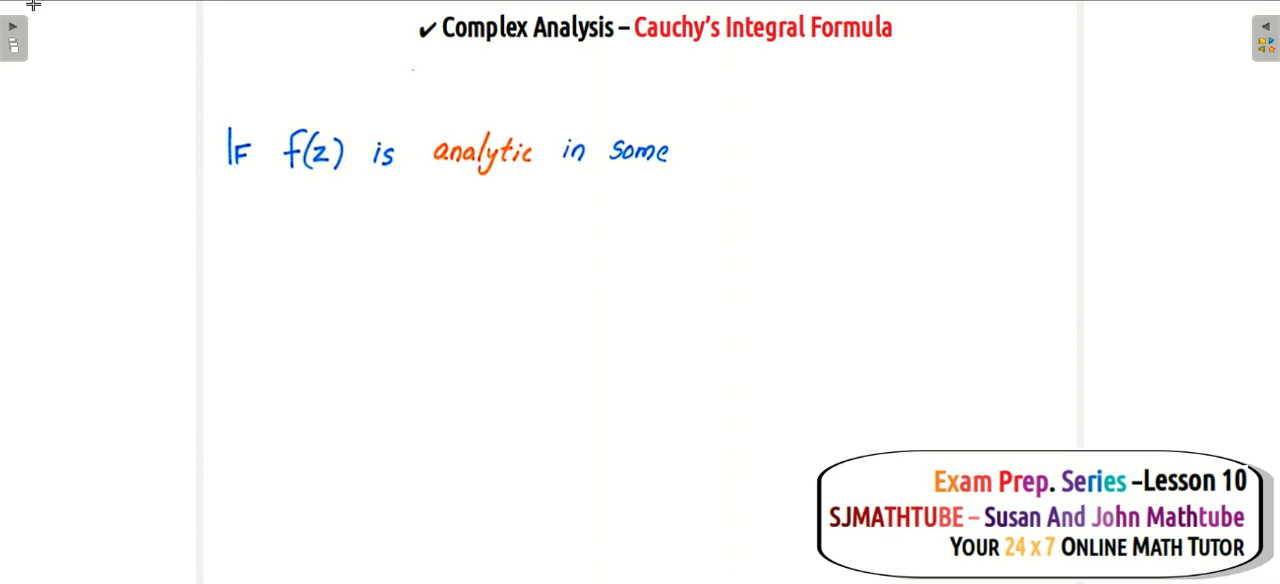 ✔ Complex Analysis – Cauchy's Integral Formula
IF f(z) is analytic in some
Exam Prep. Series –Lesson 10
SJMATHTUBE – Susan And John Mathtube
YOUR 24 x 7 ONLINE MATH TUTOR